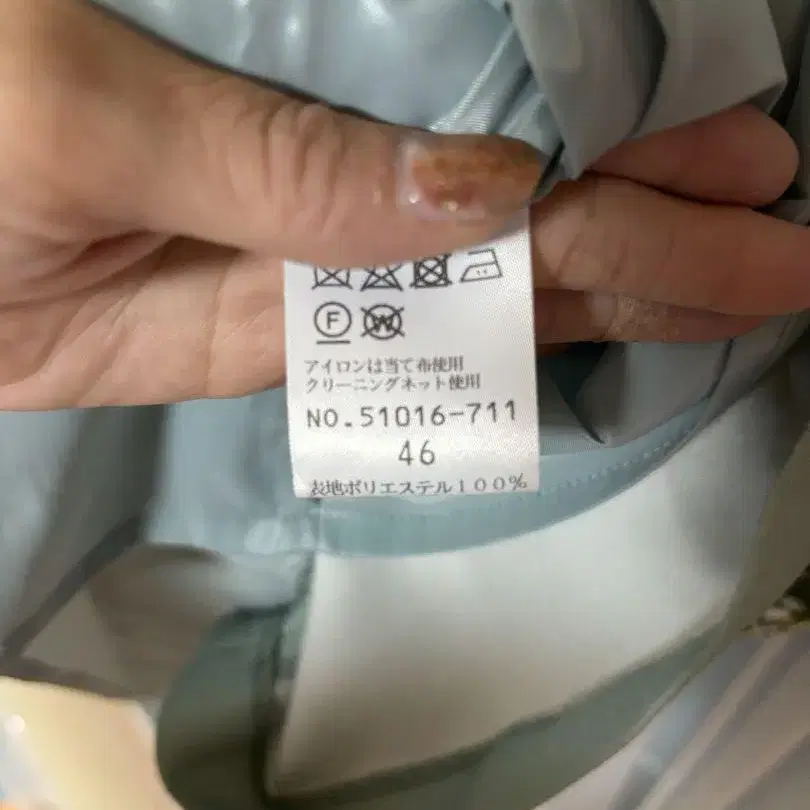 F W
アイロンは当て布使用
クリーニングネット使用
NO.51016-711
46
表地ポリエステル100%